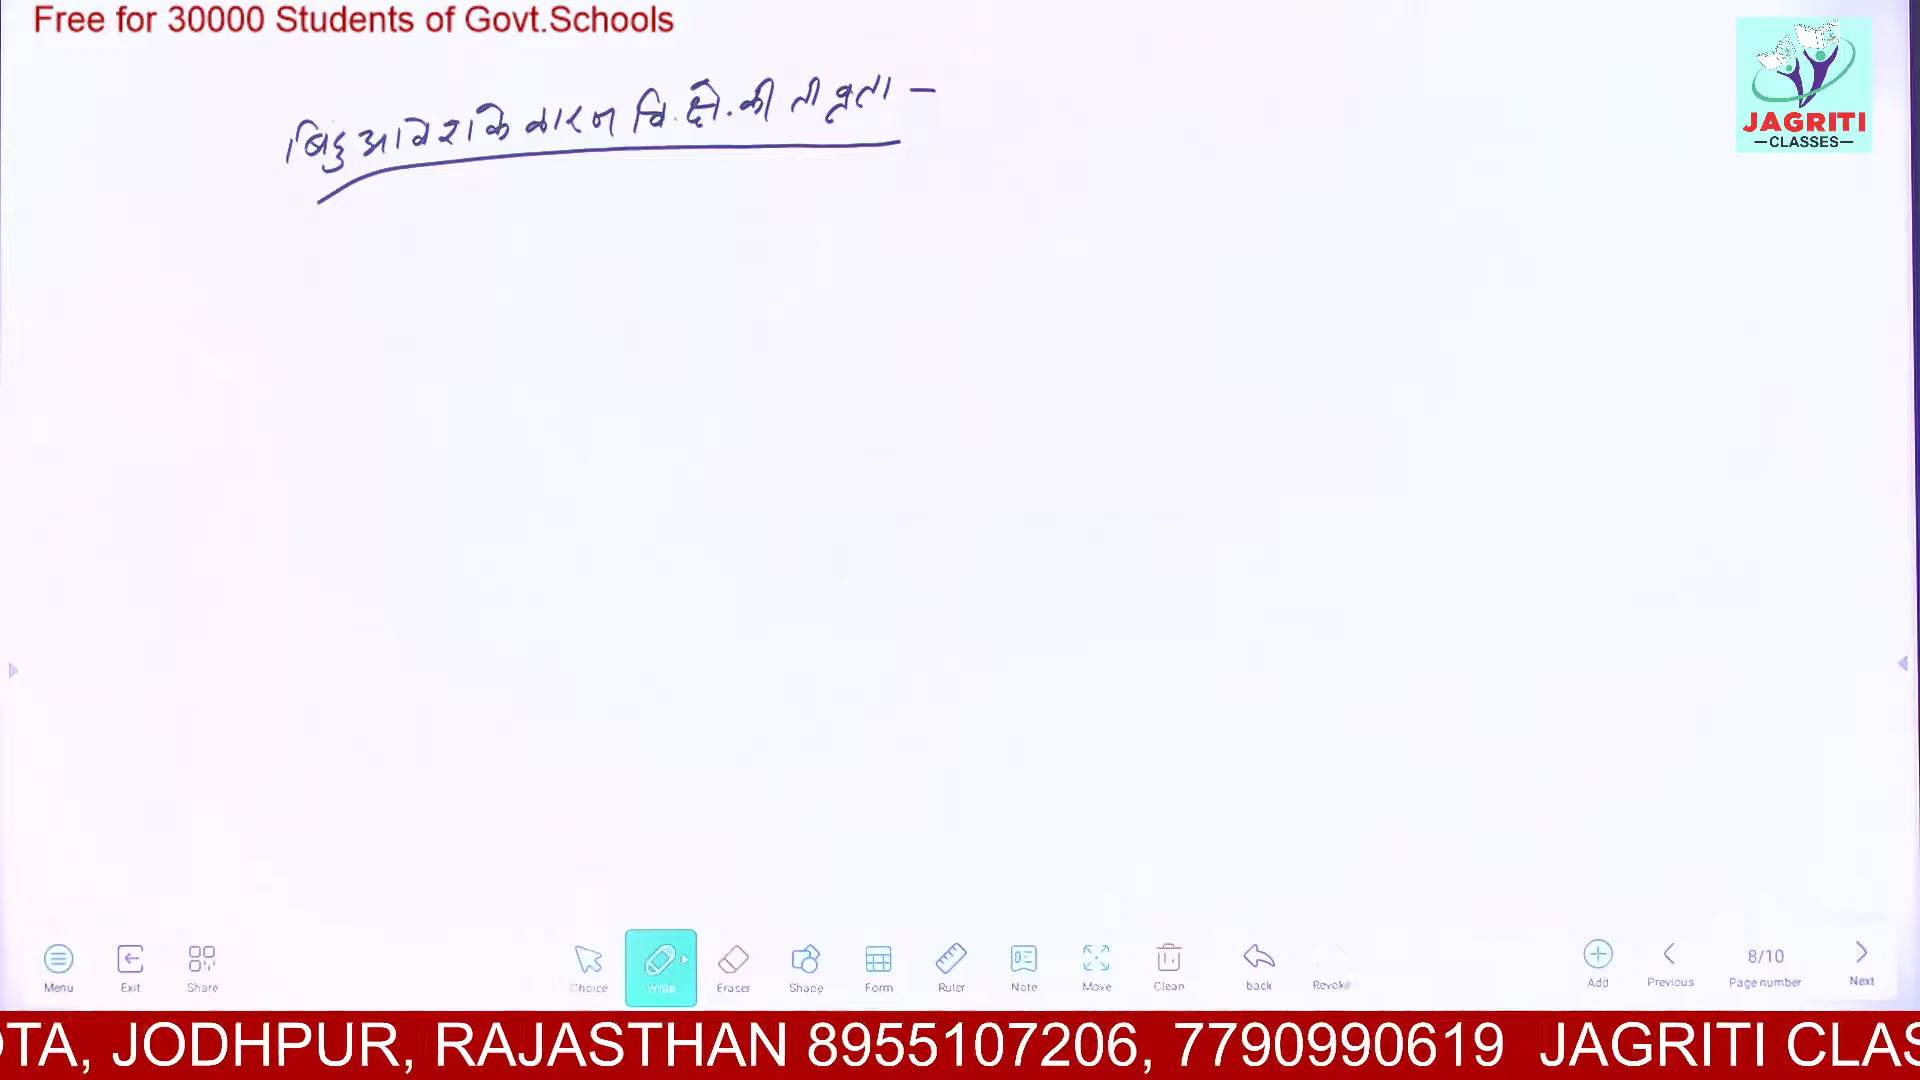 Free for 30000 Students of Govt.Schools
बिंदु आवेश के कारण वि. क्षे. की तीव्रता –
JAGRITI
—CLASSES—
Menu Exit Share Choice Write Eraser Shape Form Ruler Note Move Clean back Revoke Add Previous 8/10 Page number Next
OTA, JODHPUR, RAJASTHAN 8955107206, 7790990619 JAGRITI CLAS